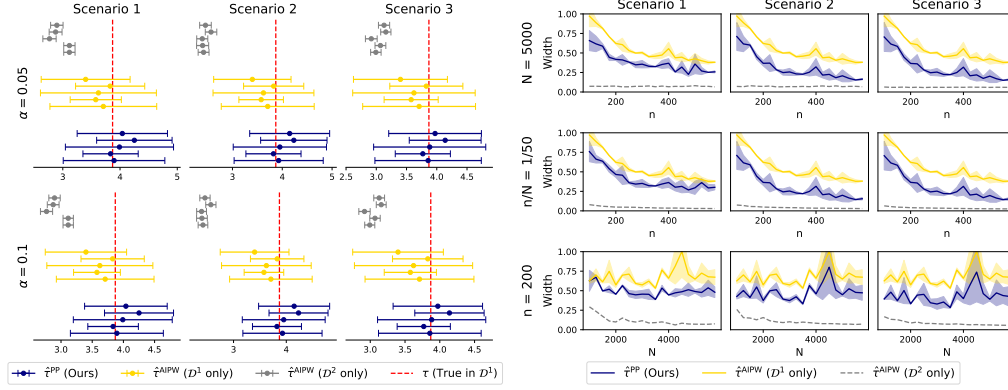 Scenario 1
Scenario 2
Scenario 3
α = 0.05
3 4 5
3 4 5
2.5 3.0 3.5 4.0 4.5
α = 0.1
3.0 3.5 4.0 4.5
3 4
3.0 3.5 4.0 4.5
τ̂ᴾᴾ (Ours)
τ̂ᴬᴵᴾᵂ (𝒟¹ only)
τ̂ᴬᴵᴾᵂ (𝒟² only)
τ (True in 𝒟¹)
Scenario 1
Scenario 2
Scenario 3
N = 5000
Width
1.00
0.75
0.50
0.25
200 400
n
200 400
n
200 400
n
n/N = 1/50
Width
1.00
0.75
0.50
0.25
0.00
200 400
n
200 400
n
200 400
n
n = 200
Width
1.00
0.75
0.50
0.25
0.00
2000 4000
N
2000 4000
N
2000 4000
N
τ̂ᴾᴾ (Ours)
τ̂ᴬᴵᴾᵂ (𝒟¹ only)
τ̂ᴬᴵᴾᵂ (𝒟² only)